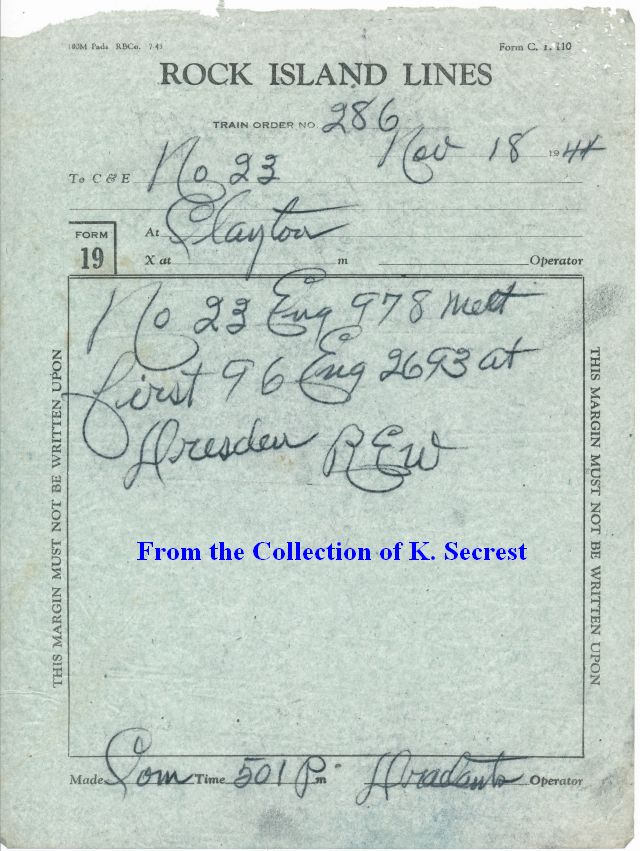 100M Pads RBCo. 7-43 Form C. T. 110
ROCK ISLAND LINES
TRAIN ORDER NO. 286
Nov 18 1944
To C & E No 23
FORM 19
At Clayton
X at m Operator
No 23 Eng 978 meet
first 96 Eng 2693 at
Dresden REW
THIS MARGIN MUST NOT BE WRITTEN UPON
THIS MARGIN MUST NOT BE WRITTEN UPON
From the Collection of K. Secrest
Made Com Time 501 Pm Operator